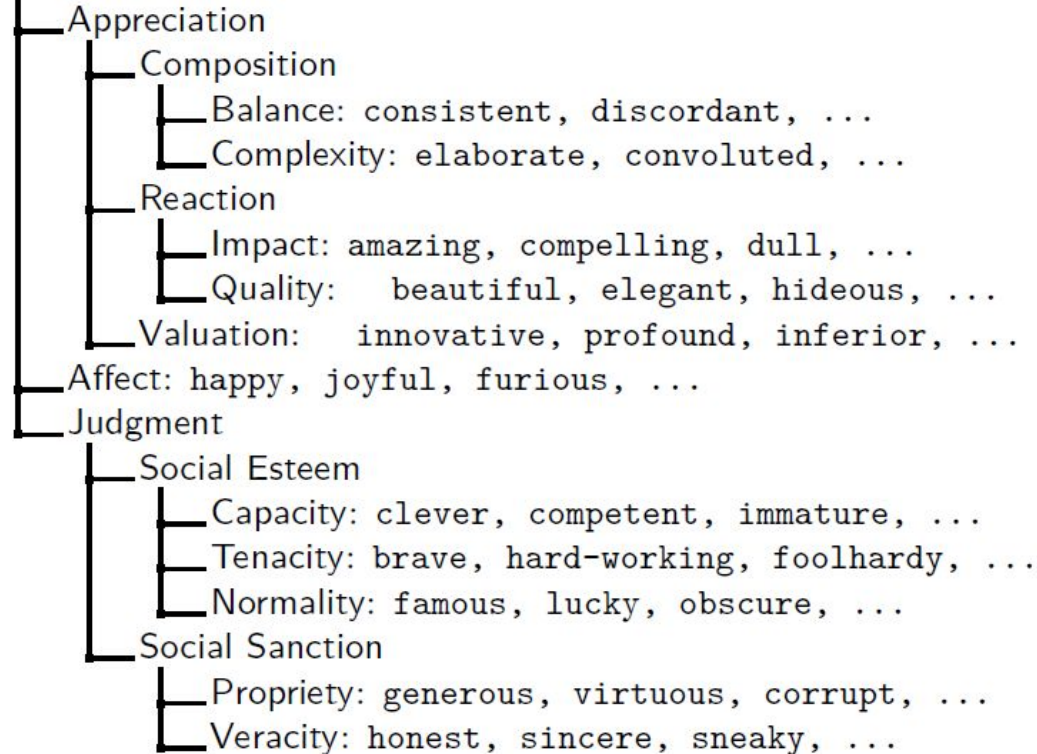 Appreciation
Composition
Balance: consistent, discordant, ...
Complexity: elaborate, convoluted, ...
Reaction
Impact: amazing, compelling, dull, ...
Quality: beautiful, elegant, hideous, ...
Valuation: innovative, profound, inferior, ...
Affect: happy, joyful, furious, ...
Judgment
Social Esteem
Capacity: clever, competent, immature, ...
Tenacity: brave, hard-working, foolhardy, ...
Normality: famous, lucky, obscure, ...
Social Sanction
Propriety: generous, virtuous, corrupt, ...
Veracity: honest, sincere, sneaky, ...